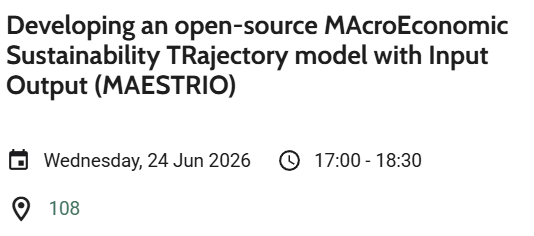 Developing an open-source MAcroEconomic
Sustainability TRajectory model with Input
Output (MAESTRIO)
Wednesday, 24 Jun 2026 17:00 - 18:30
108